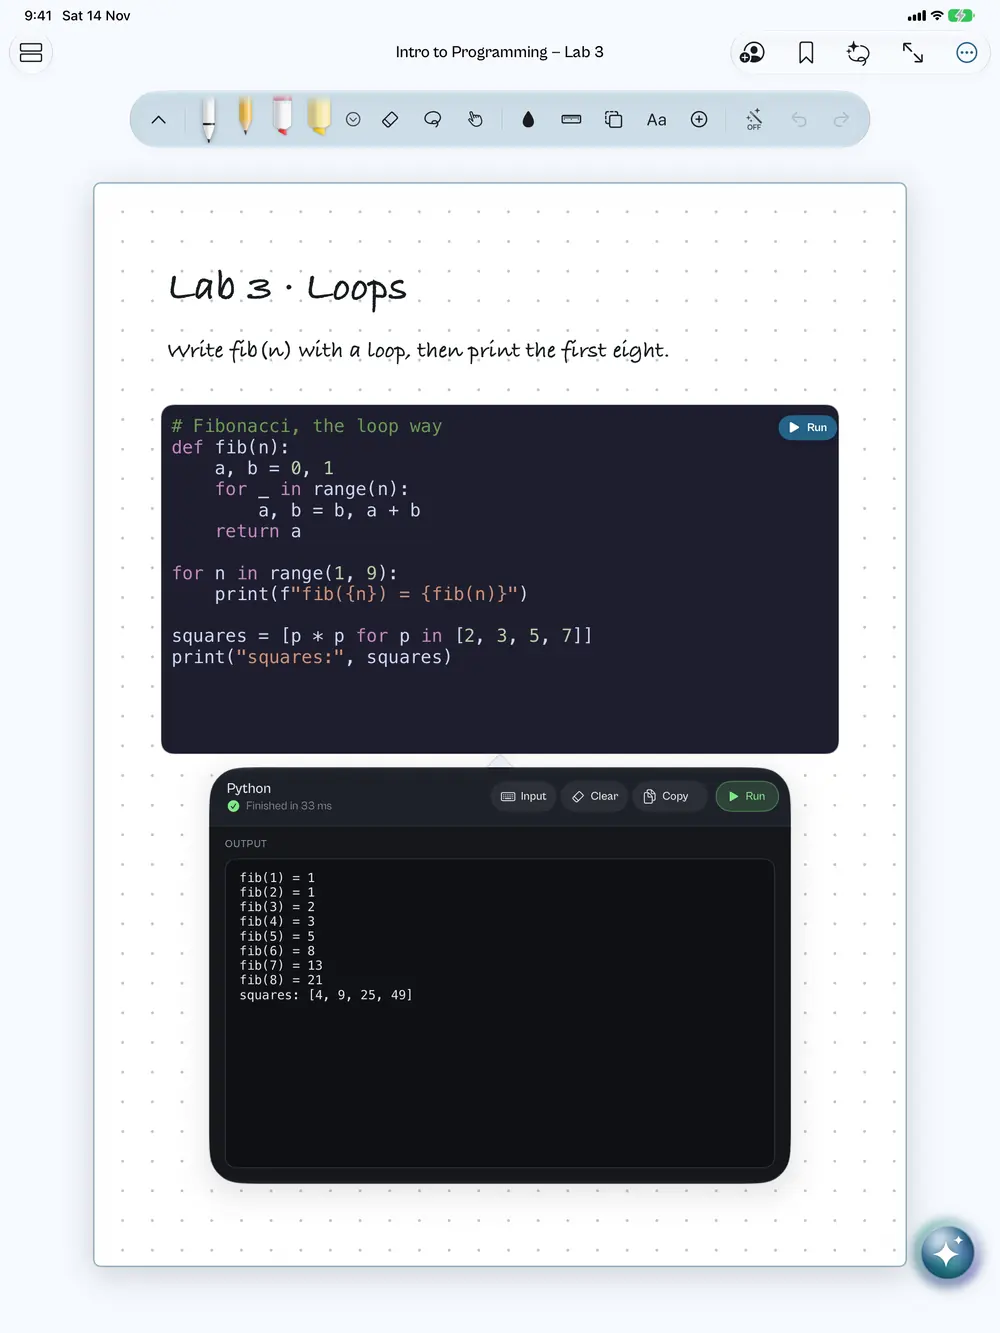 9:41 Sat 14 Nov
Intro to Programming – Lab 3
Aa
OFF
Lab 3 · Loops
Write fib(n) with a loop, then print the first eight.
# Fibonacci, the loop way
Run
def fib(n):
    a, b = 0, 1
    for _ in range(n):
        a, b = b, a + b
    return a
for n in range(1, 9):
    print(f"fib({n}) = {fib(n)}")
squares = [p * p for p in [2, 3, 5, 7]]
print("squares:", squares)
Python
Finished in 33 ms
Input Clear Copy Run
OUTPUT
fib(1) = 1
fib(2) = 1
fib(3) = 2
fib(4) = 3
fib(5) = 5
fib(6) = 8
fib(7) = 13
fib(8) = 21
squares: [4, 9, 25, 49]